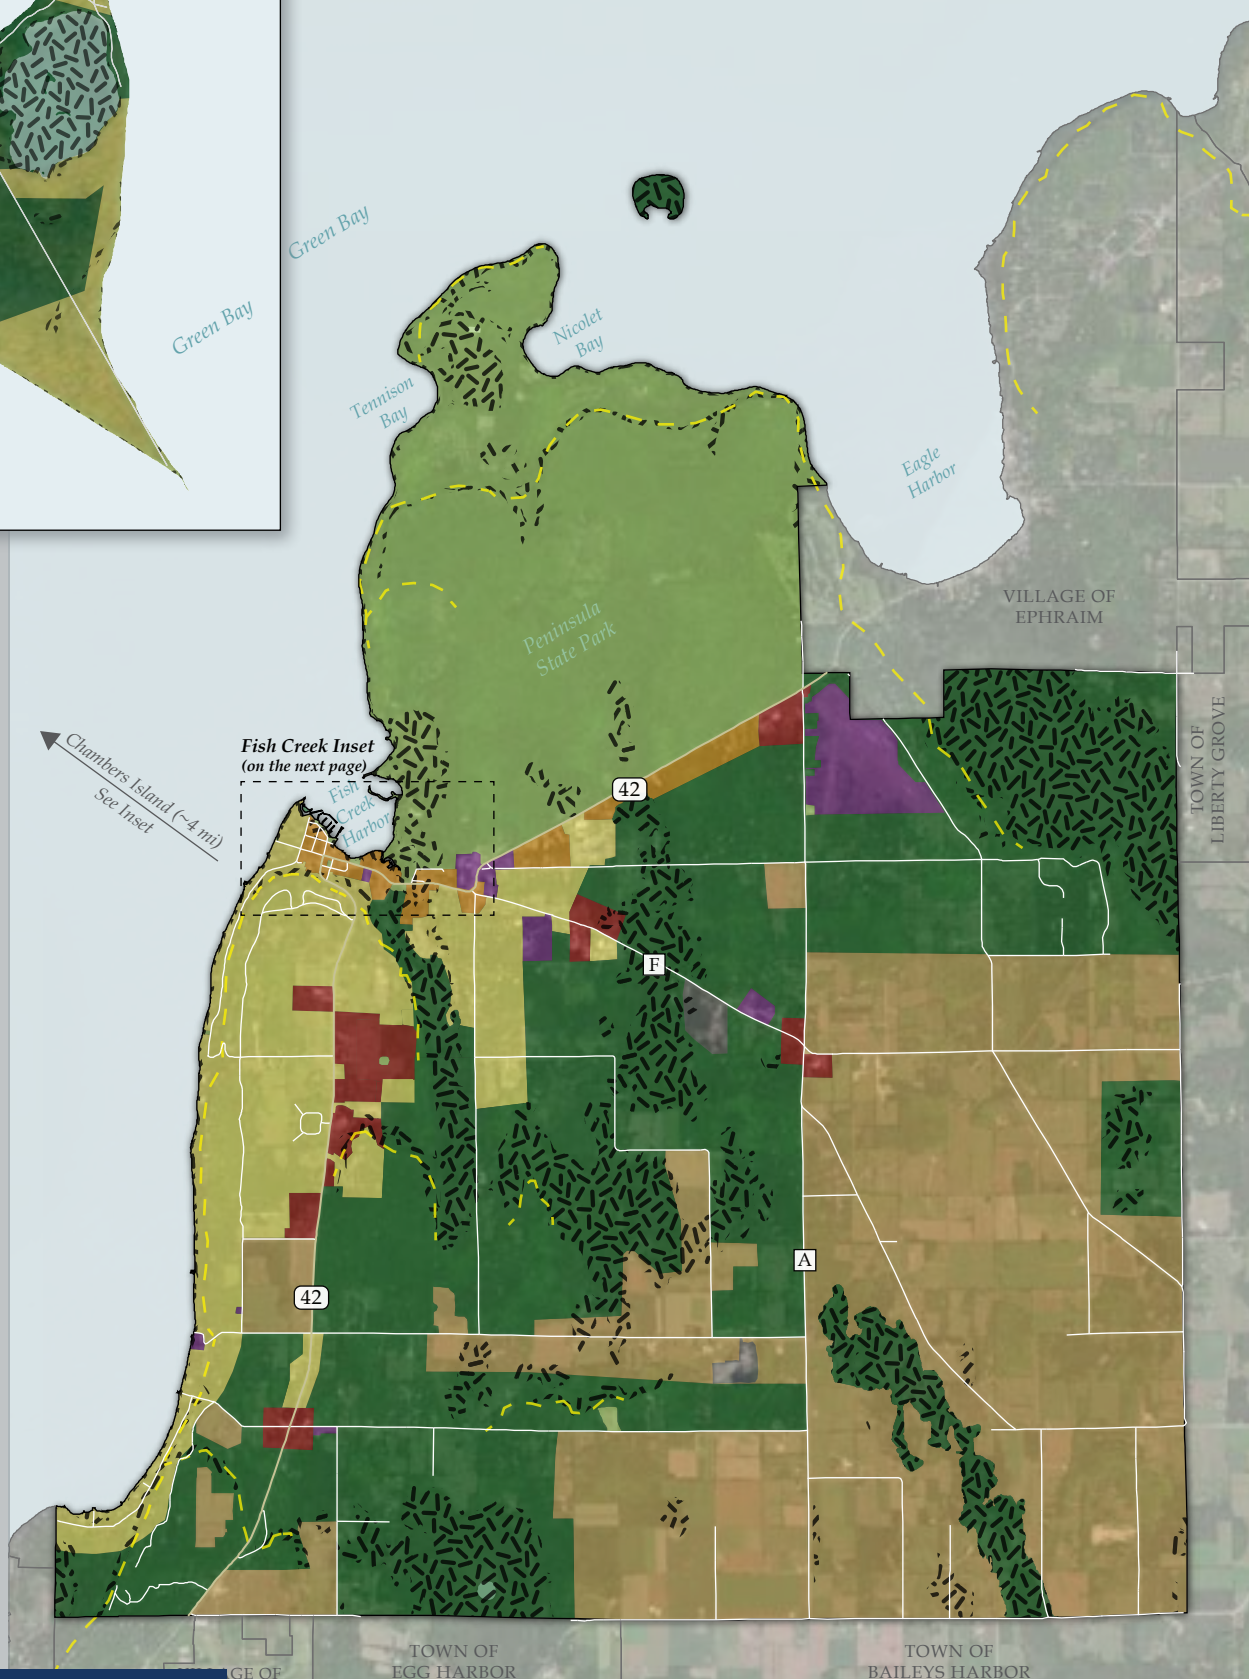 Green Bay
Green Bay
Nicolet
Bay
Tennison
Bay
Eagle
Harbor
VILLAGE OF
EPHRAIM
Peninsula
State Park
TOWN OF
LIBERTY GROVE
Fish Creek Inset
(on the next page)
Chambers Island (~4 mi)
See Inset
Fish
Creek
Harbor
42
F
A
42
TOWN OF
EGG HARBOR
TOWN OF
BAILEYS HARBOR
GE OF